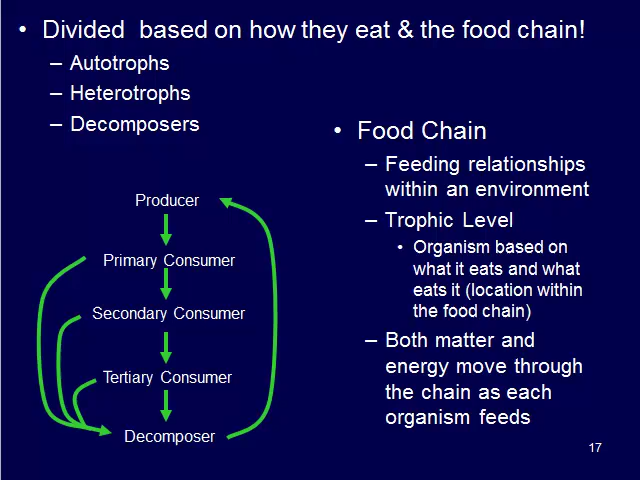 • Divided based on how they eat & the food chain!
– Autotrophs
– Heterotrophs
– Decomposers
• Food Chain
– Feeding relationships
within an environment
– Trophic Level
• Organism based on
what it eats and what
eats it (location within
the food chain)
– Both matter and
energy move through
the chain as each
organism feeds
Producer
Primary Consumer
Secondary Consumer
Tertiary Consumer
Decomposer
17